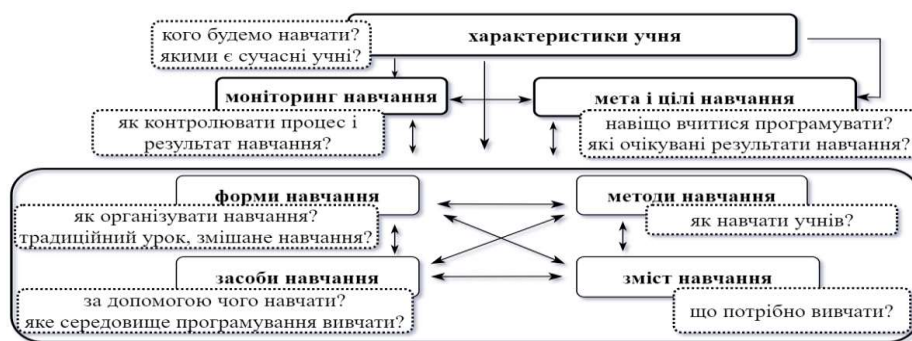 кого будемо навчати?
якими є сучасні учні?
характеристики учня
моніторинг навчання
мета і цілі навчання
як контролювати процес і
результат навчання?
навіщо вчитися програмувати?
які очікувані результати навчання?
форми навчання
методи навчання
як організувати навчання?
традиційний урок, змішане навчання?
як навчати учнів?
засоби навчання
зміст навчання
за допомогою чого навчати?
яке середовище програмування вивчати?
що потрібно вивчати?